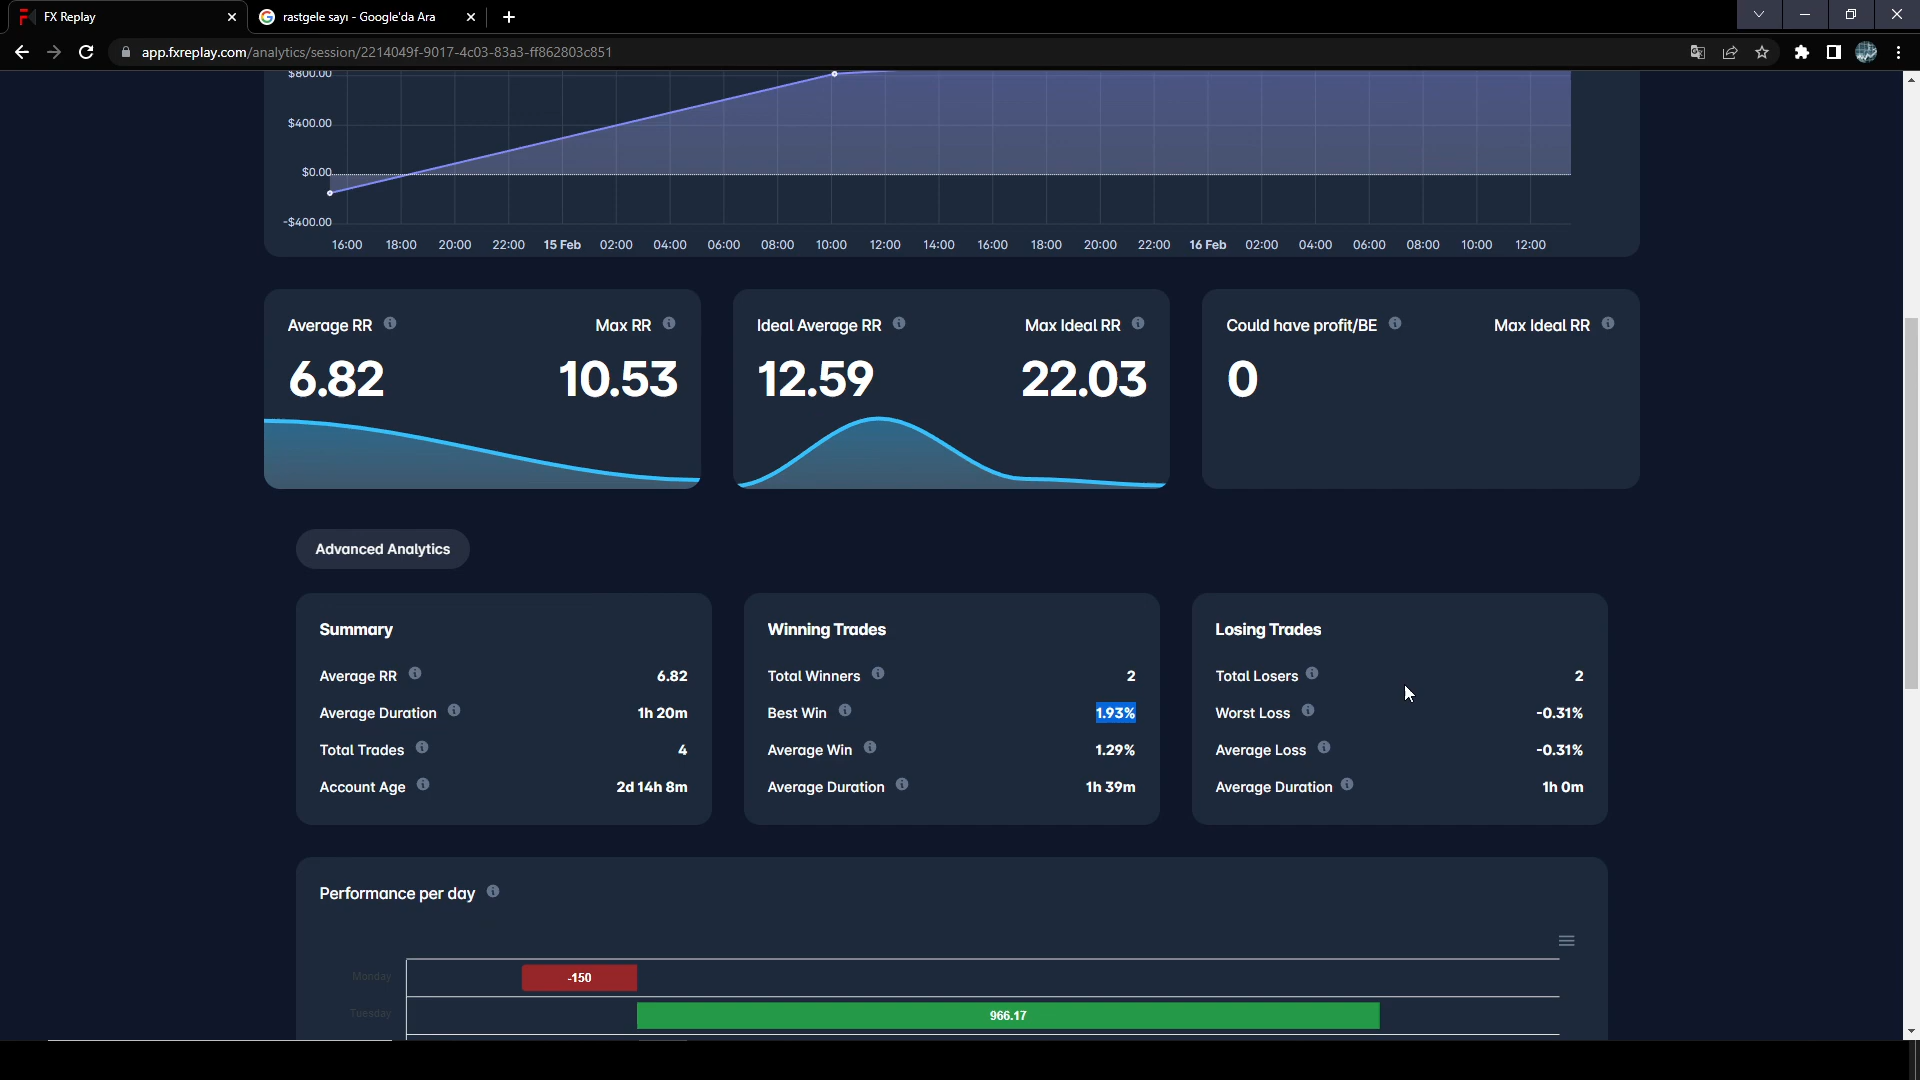 FX Replay
rastgele sayı - Google'da Ara
app.fxreplay.com/analytics/session/2214049f-9017-4c03-83a3-ff862803c851
$800.00
$400.00
$0.00
-$400.00
16:00 18:00 20:00 22:00 15 Feb 02:00 04:00 06:00 08:00 10:00 12:00 14:00 16:00 18:00 20:00 22:00 16 Feb 02:00 04:00 06:00 08:00 10:00 12:00
Average RR Max RR
6.82 10.53
Ideal Average RR Max Ideal RR
12.59 22.03
Could have profit/BE Max Ideal RR
0
Advanced Analytics
Summary
Average RR 6.82
Average Duration 1h 20m
Total Trades 4
Account Age 2d 14h 8m
Winning Trades
Total Winners 2
Best Win 1.93%
Average Win 1.29%
Average Duration 1h 39m
Losing Trades
Total Losers 2
Worst Loss -0.31%
Average Loss -0.31%
Average Duration 1h 0m
Performance per day
Monday -150
Tuesday 966.17